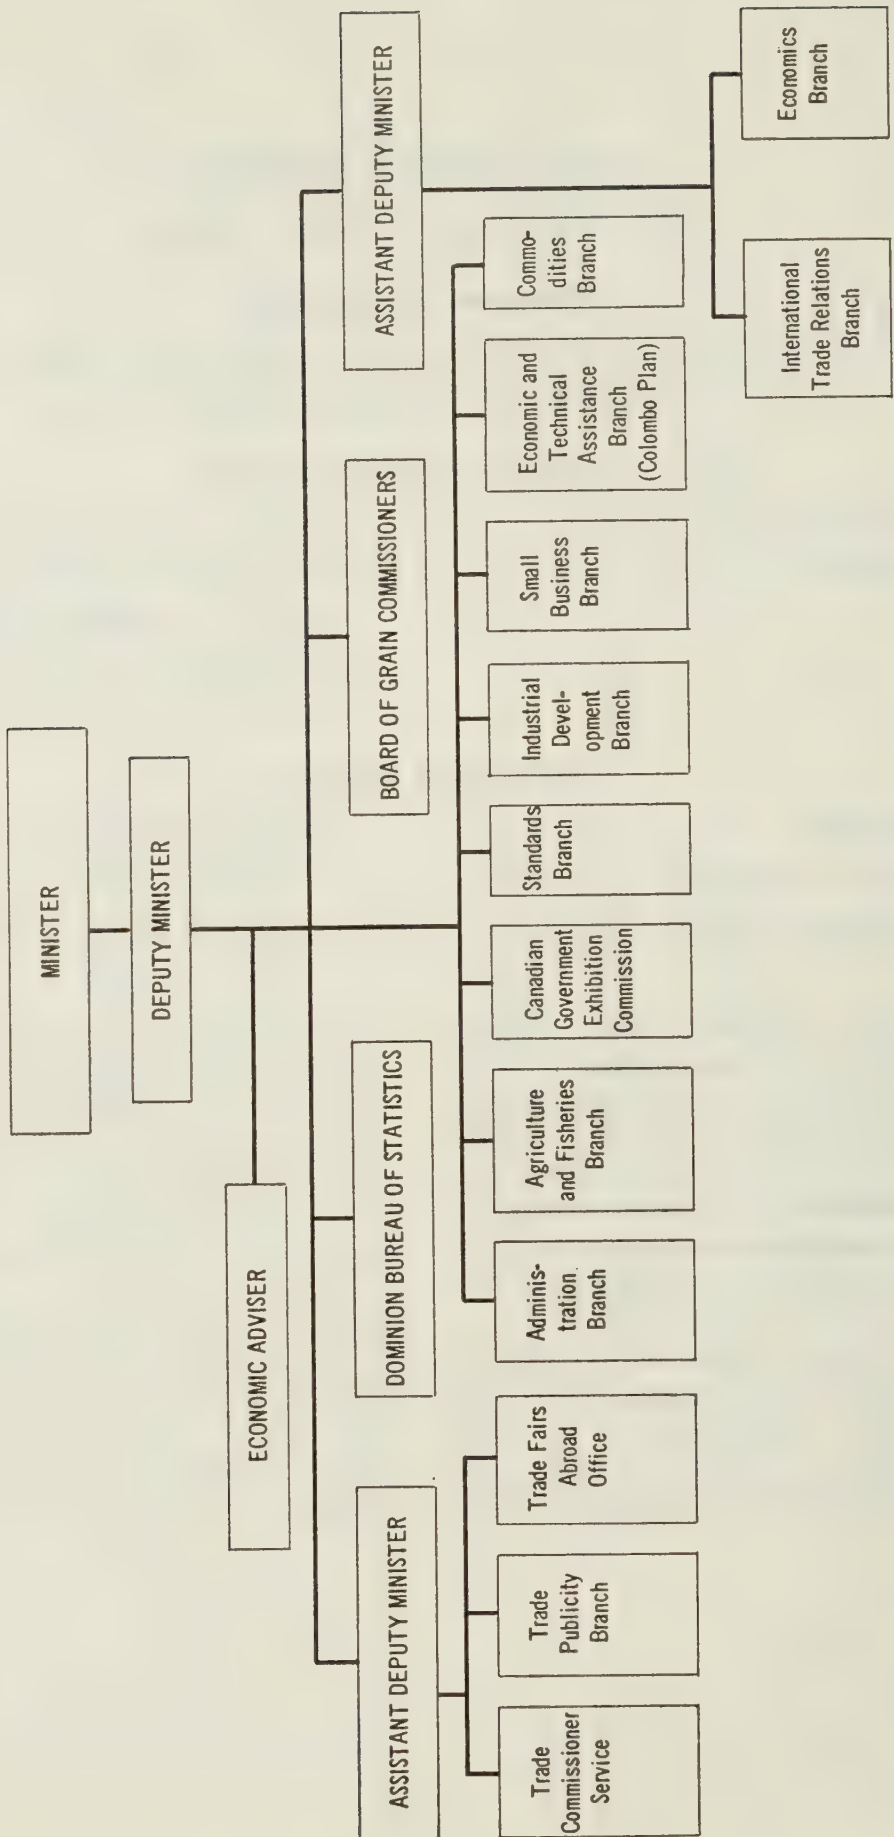 MINISTER
DEPUTY MINISTER
ECONOMIC ADVISER
ASSISTANT DEPUTY MINISTER
DOMINION BUREAU OF STATISTICS
BOARD OF GRAIN COMMISSIONERS
ASSISTANT DEPUTY MINISTER
Trade
Commissioner
Service
Trade
Publicity
Branch
Trade Fairs
Abroad
Office
Adminis-
tration
Branch
Agriculture
and Fisheries
Branch
Canadian
Government
Exhibition
Commission
Standards
Branch
Industrial
Devel-
opment
Branch
Small
Business
Branch
Economic and
Technical
Assistance
Branch
(Colombo Plan)
Commo-
dities
Branch
International
Trade Relations
Branch
Economics
Branch